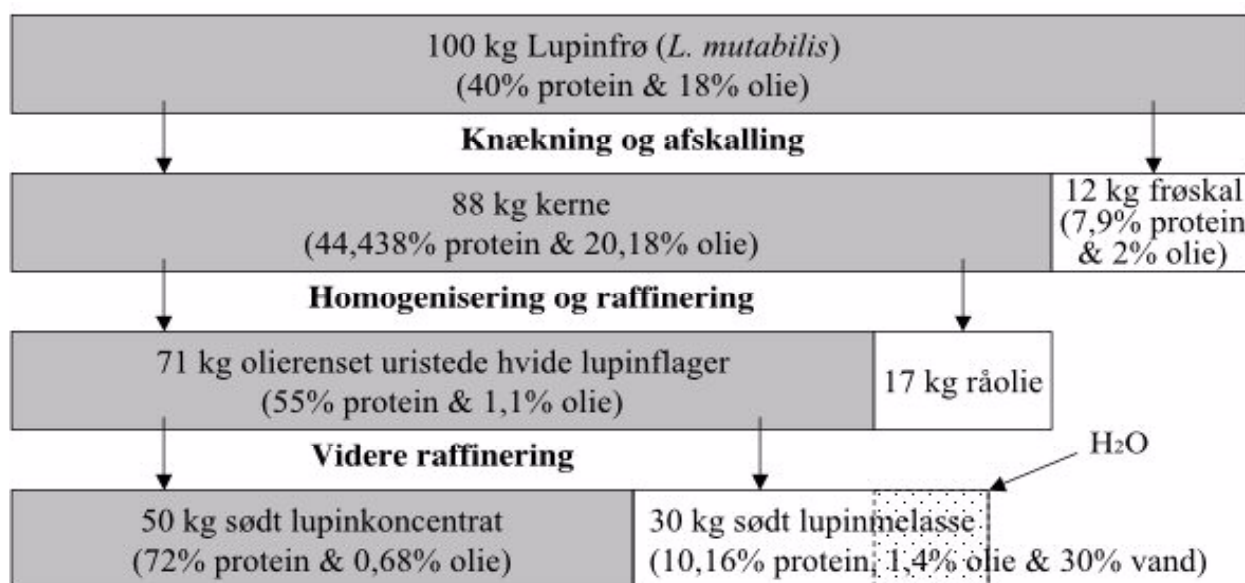 100 kg Lupinfrø (L. mutabilis)
(40% protein & 18% olie)
Knækning og afskalling
88 kg kerne
(44,438% protein & 20,18% olie)
12 kg frøskal
(7,9% protein
& 2% olie)
Homogenisering og raffinering
71 kg olierenset uristede hvide lupinflager
(55% protein & 1,1% olie)
17 kg råolie
Videre raffinering
H₂O
50 kg sødt lupinkoncentrat
(72% protein & 0,68% olie)
30 kg sødt lupinmelasse
(10,16% protein, 1,4% olie & 30% vand)